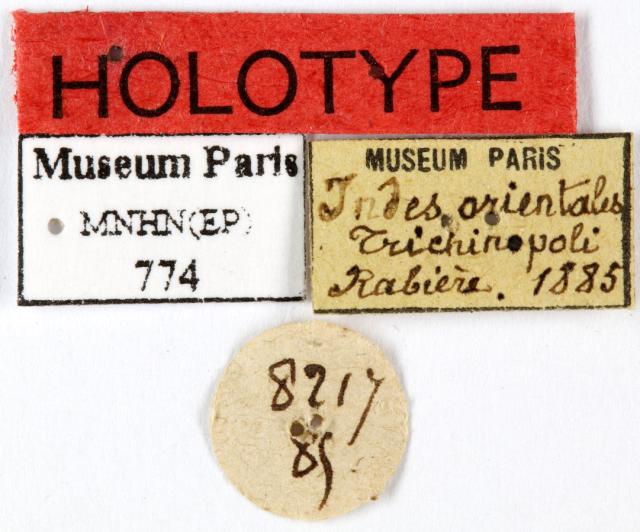 HOLOTYPE
Museum Paris
MNHN(EP)
774
MUSEUM PARIS
Indes orientales
Trichinopoli
Rabière. 1885
8217
85